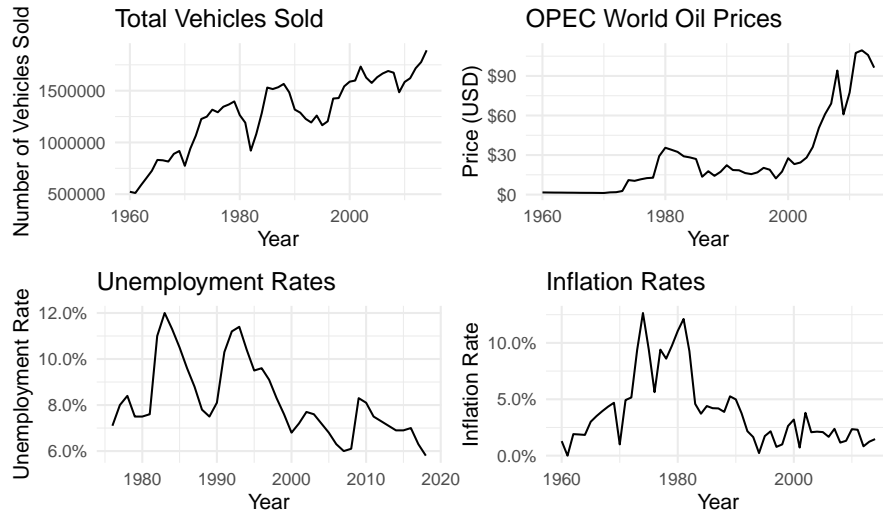 Total Vehicles Sold
Number of Vehicles Sold
1500000
1000000
500000
1960 1980 2000
Year
OPEC World Oil Prices
Price (USD)
$90
$60
$30
$0
1960 1980 2000
Year
Unemployment Rates
Unemployment Rate
12.0%
10.0%
8.0%
6.0%
1980 1990 2000 2010 2020
Year
Inflation Rates
Inflation Rate
10.0%
5.0%
0.0%
1960 1980 2000
Year